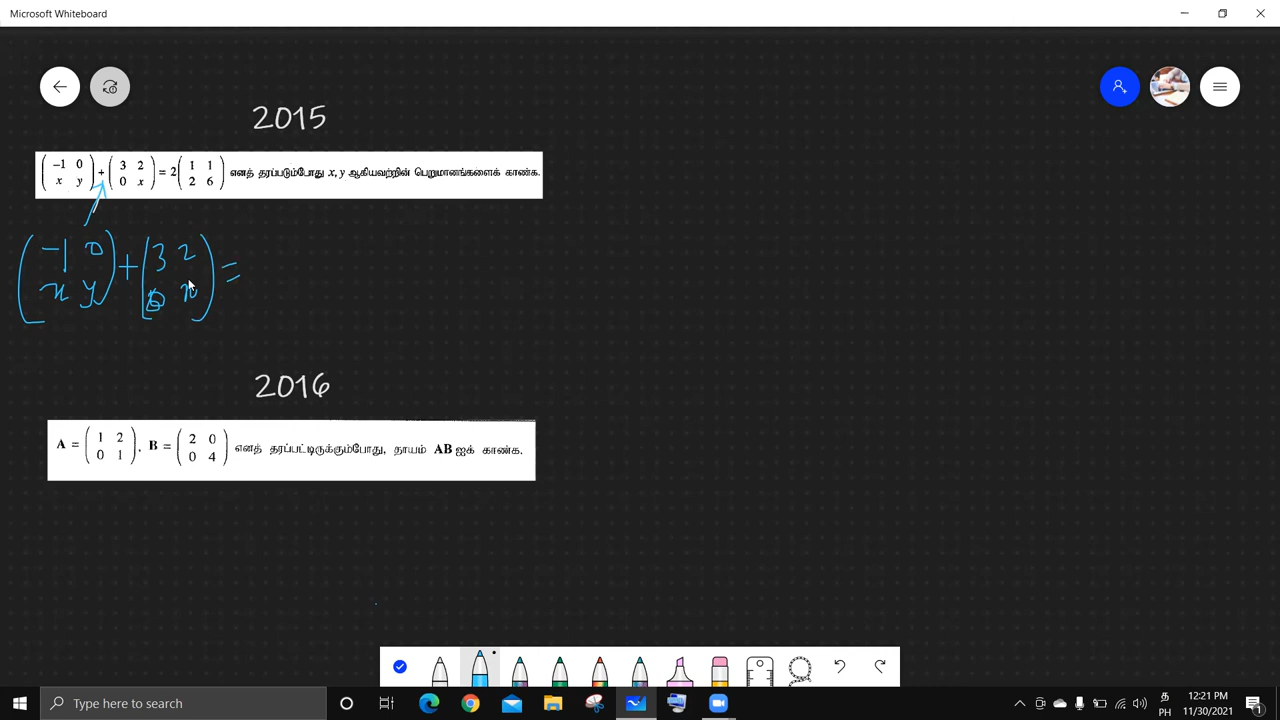 Microsoft Whiteboard
2015
( -1 0 ) + ( 3 2 ) = 2 ( 1 1 ) எனத் தரப்படும்போது x, y ஆகியவற்றின் பெறுமானங்களைக் காண்க.
( x y ) ( 0 x ) ( 2 6 )
( -1 0 ) + ( 3 2 ) =
( x y ) ( 0 x )
2016
A = ( 1 2 ), B = ( 2 0 ) எனத் தரப்பட்டிருக்கும்போது, தாயம் AB ஐக் காண்க.
( 0 1 ) ( 0 4 )
Type here to search
12:21 PM
PH 11/30/2021
1